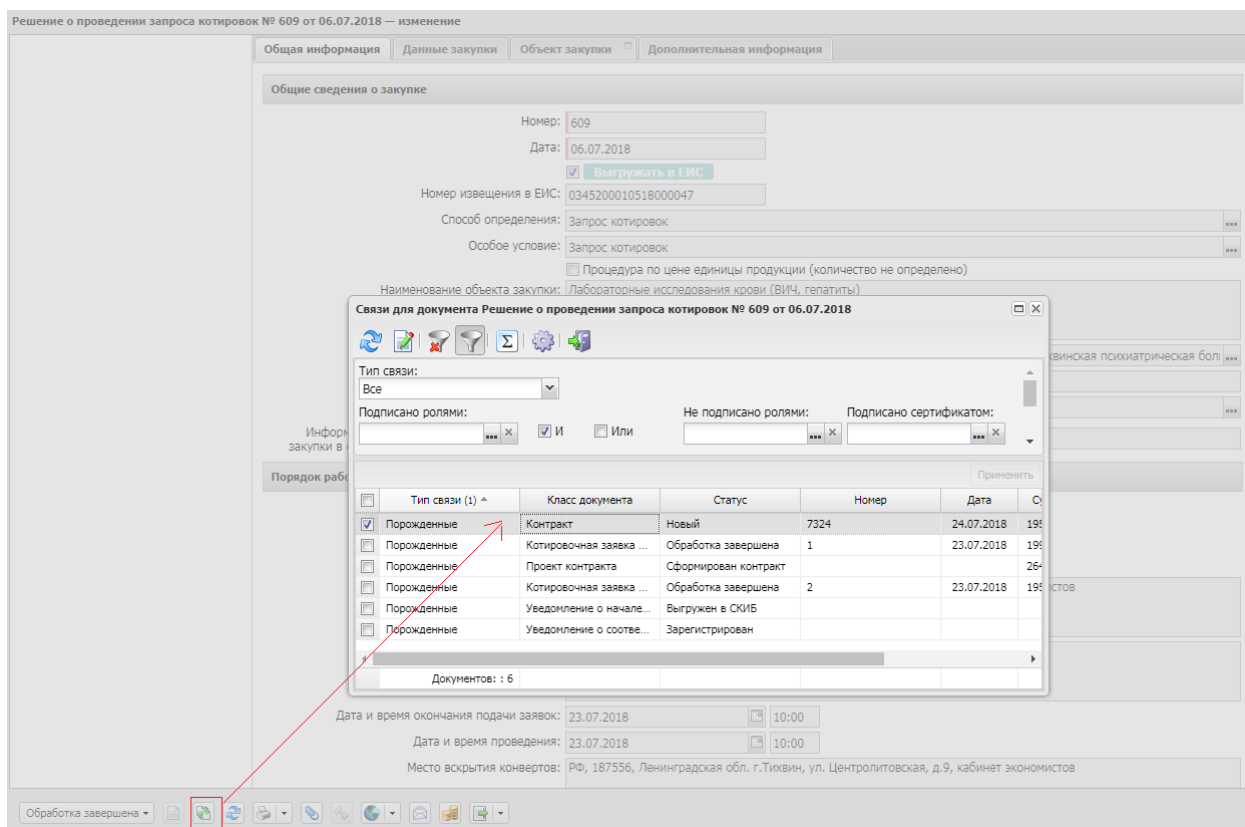 Решение о проведении запроса котировок № 609 от 06.07.2018 — изменение
Общая информация Данные закупки Объект закупки Дополнительная информация
Общие сведения о закупке
Номер: 609
Дата: 06.07.2018
Выгружать в ЕИС
Номер извещения в ЕИС: 0345200010518000047
Способ определения: Запрос котировок
Особое условие: Запрос котировок
Процедура по цене единицы продукции (количество не определено)
Наименование объекта закупки: Лабораторные исследования крови (ВИЧ, гепатиты)
Связи для документа Решение о проведении запроса котировок № 609 от 06.07.2018
Тип связи:
Все
Подписано ролями: Не подписано ролями: Подписано сертификатом:
И Или
Применить
Порядок
Тип связи (1) Класс документа Статус Номер Дата
Порожденные Контракт Новый 7324 24.07.2018
Порожденные Котировочная заявка ... Обработка завершена 1 23.07.2018
Порожденные Проект контракта Сформирован контракт
Порожденные Котировочная заявка ... Обработка завершена 2 23.07.2018
Порожденные Уведомление о начале... Выгружен в СКИБ
Порожденные Уведомление о соотве... Зарегистрирован
Документов: : 6
Дата и время окончания подачи заявок: 23.07.2018 10:00
Дата и время проведения: 23.07.2018 10:00
Место вскрытия конвертов: РФ, 187556, Ленинградская обл. г.Тихвин, ул. Центролитовская, д.9, кабинет экономистов
Обработка завершена